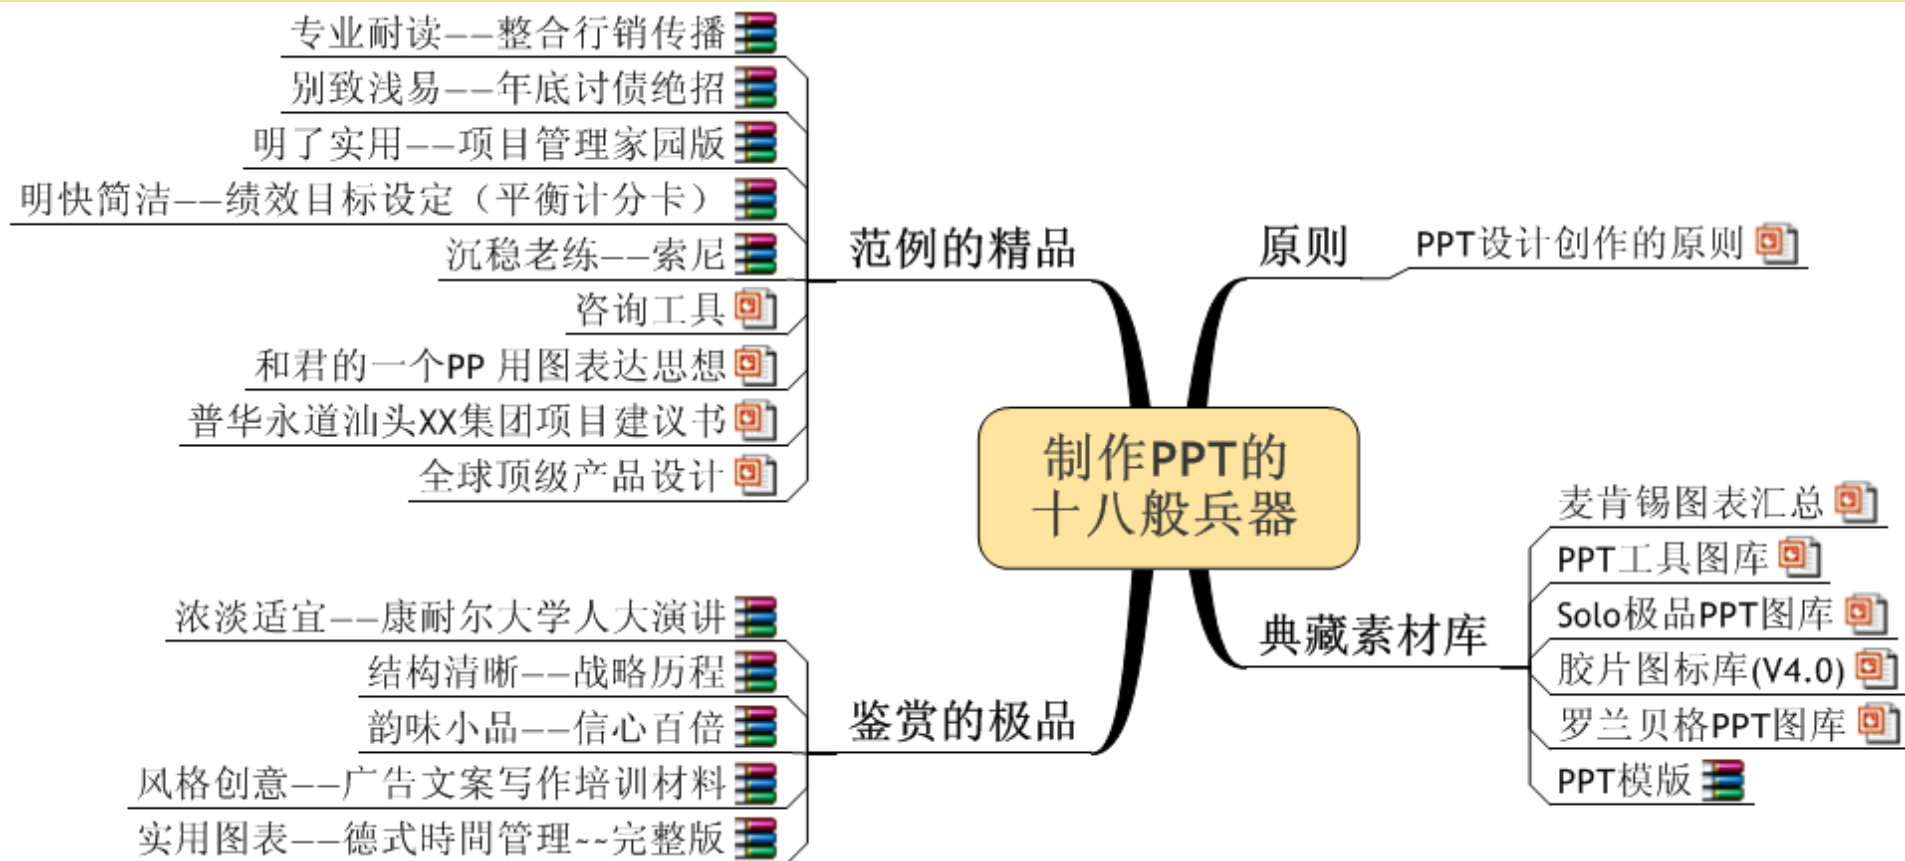 专业耐读——整合行销传播
别致浅易——年底讨债绝招
明了实用——项目管理家园版
明快简洁——绩效目标设定（平衡计分卡）
沉稳老练——索尼
咨询工具
和君的一个PP 用图表达思想
普华永道汕头XX集团项目建议书
全球顶级产品设计
范例的精品
浓淡适宜——康耐尔大学人大演讲
结构清晰——战略历程
韵味小品——信心百倍
风格创意——广告文案写作培训材料
实用图表——德式時間管理~~完整版
鉴赏的极品
制作PPT的
十八般兵器
原则
PPT设计创作的原则
典藏素材库
麦肯锡图表汇总
PPT工具图库
Solo极品PPT图库
胶片图标库(V4.0)
罗兰贝格PPT图库
PPT模版